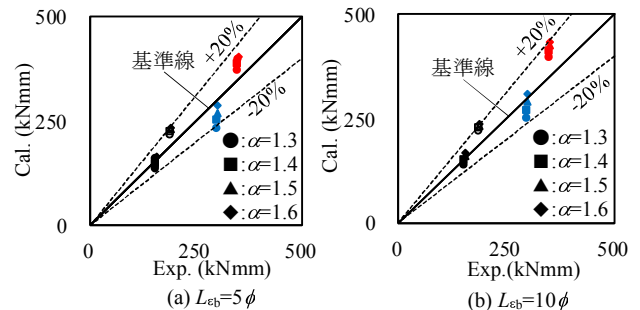 500
250
0
Cal. (kNmm)
+20%
基準線
-20%
●:α=1.3
■:α=1.4
▲:α=1.5
◆:α=1.6
0 250 500
Exp. (kNmm)
(a) Lεb=5ϕ
500
250
0
Cal. (kNmm)
+20%
基準線
-20%
●:α=1.3
■:α=1.4
▲:α=1.5
◆:α=1.6
0 250 500
Exp.(kNmm)
(b) Lεb=10ϕ